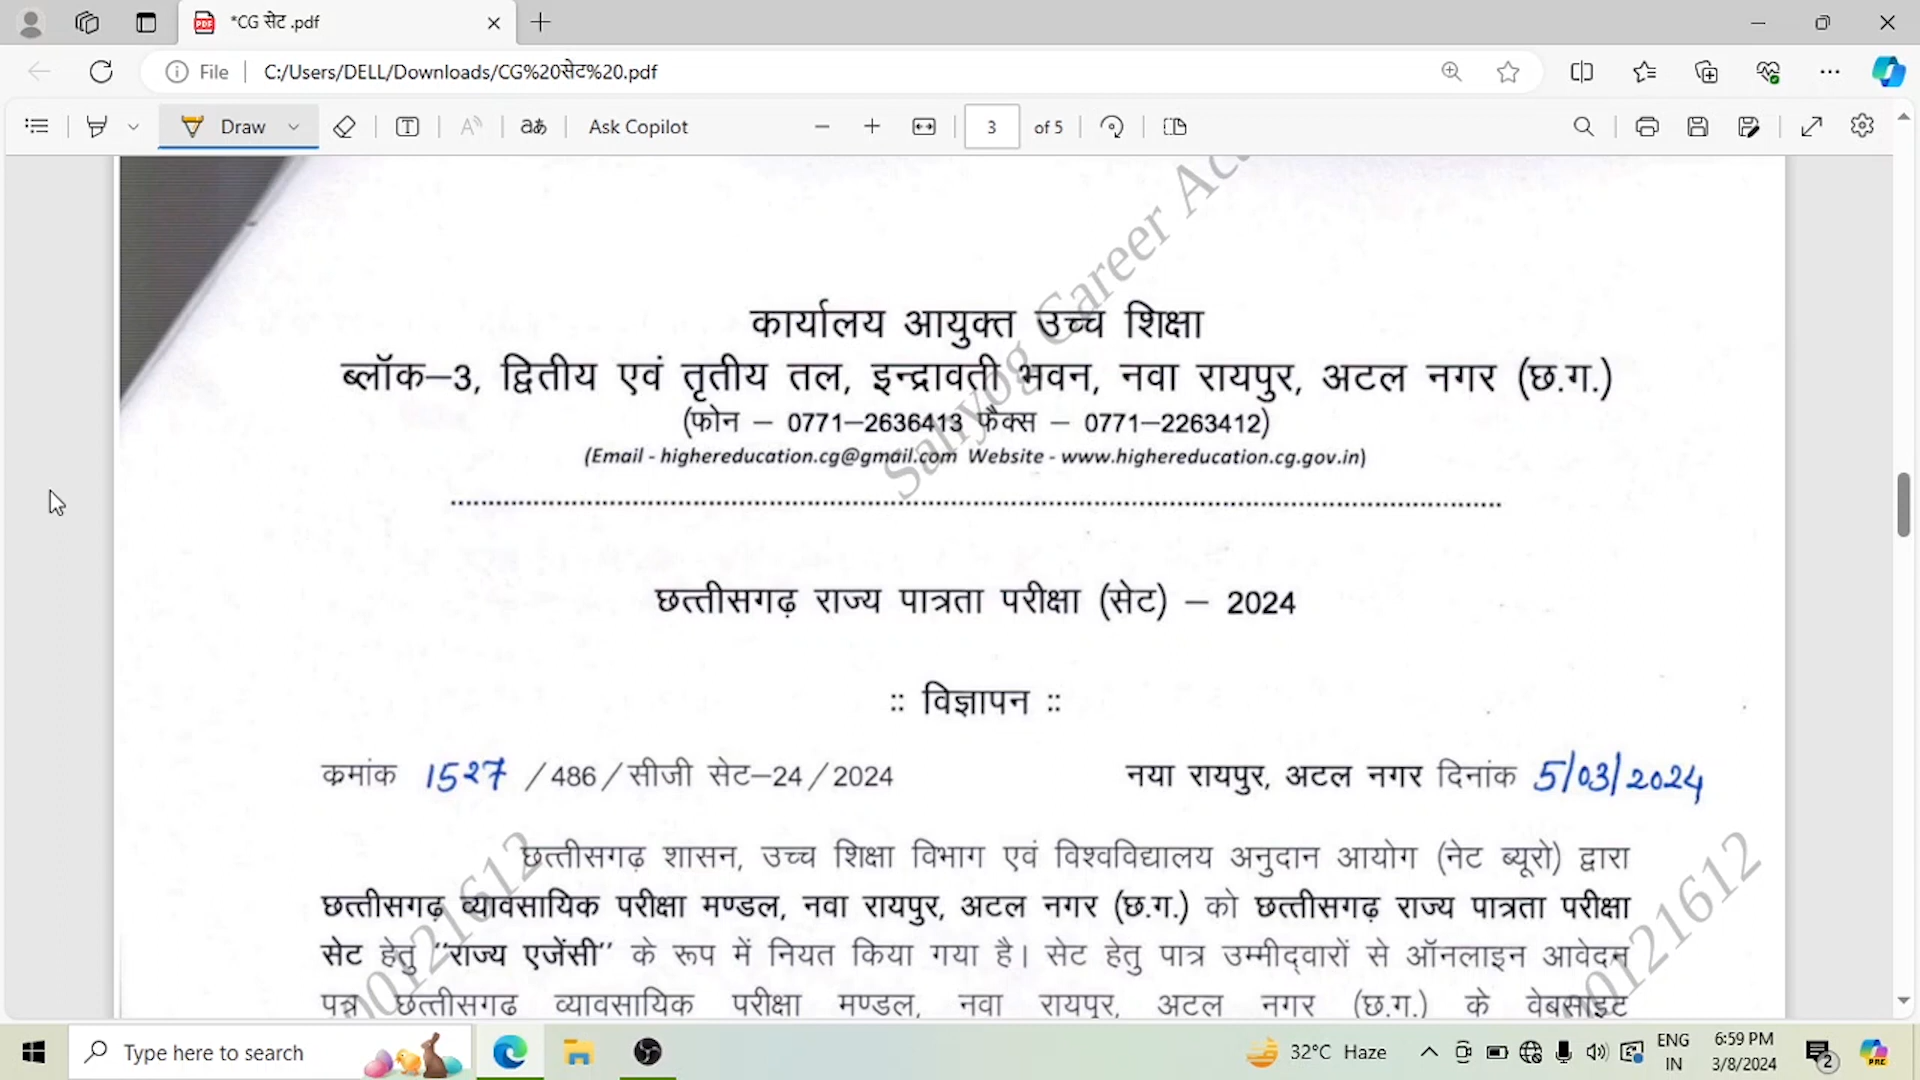 *CG सेट .pdf
File
C:/Users/DELL/Downloads/CG%20सेट%20.pdf
Draw
Ask Copilot
3 of 5
Sahyog Career Ac
कार्यालय आयुक्त उच्च शिक्षा
ब्लॉक–3, द्वितीय एवं तृतीय तल, इन्द्रावती भवन, नवा रायपुर, अटल नगर (छ.ग.)
(फोन – 0771–2636413 फैक्स – 0771–2263412)
(Email - highereducation.cg@gmail.com Website - www.highereducation.cg.gov.in)
छत्तीसगढ़ राज्य पात्रता परीक्षा (सेट) – 2024
:: विज्ञापन ::
क्रमांक 1527 /486/सीजी सेट–24/2024 नया रायपुर, अटल नगर दिनांक 5/03/2024
छत्तीसगढ़ शासन, उच्च शिक्षा विभाग एवं विश्वविद्यालय अनुदान आयोग (नेट ब्यूरो) द्वारा
छत्तीसगढ़ व्यावसायिक परीक्षा मण्डल, नवा रायपुर, अटल नगर (छ.ग.) को छत्तीसगढ़ राज्य पात्रता परीक्षा
सेट हेतु "राज्य एजेंसी" के रूप में नियत किया गया है। सेट हेतु पात्र उम्मीद्वारों से ऑनलाइन आवेदन
पत्र छत्तीसगढ़ व्यावसायिक परीक्षा मण्डल, नवा रायपुर, अटल नगर (छ.ग.) के वेबसाइट
00121612
00121612
Type here to search
32°C Haze
ENG
IN
6:59 PM
3/8/2024
2